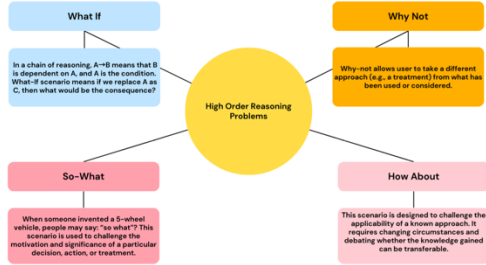 What If
Why Not
In a chain of reasoning, A→B means that B
is dependent on A, and A is the condition.
What-If scenario means if we replace A as
C, then what would be the consequence?
Why-not allows user to take a different
approach (e.g., a treatment) from what has
been used or considered.
High Order Reasoning
Problems
So-What
How About
When someone invented a 5-wheel
vehicle, people may say: "so what"? This
scenario is used to challenge the
motivation and significance of a particular
decision, action, or treatment.
This scenario is designed to challenge the
applicability of a known approach. It
requires changing circumstances and
debating whether the knowledge gained
can be transferable.